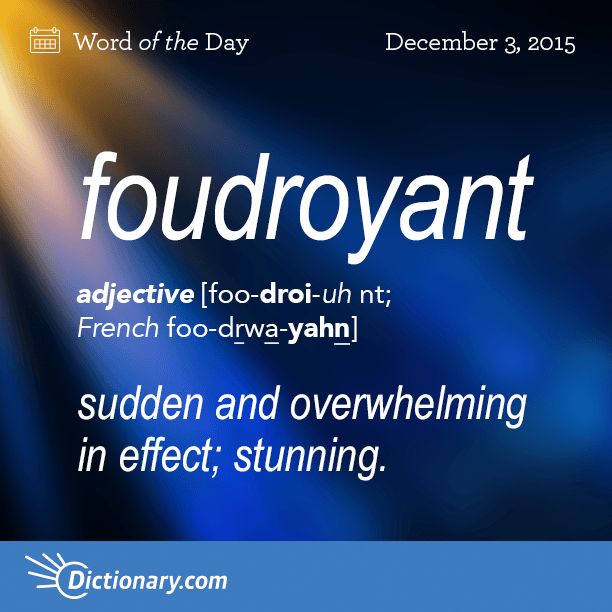 Word of the Day
December 3, 2015
foudroyant
adjective [foo-droi-uh nt;
French foo-drwa-yahn]
sudden and overwhelming
in effect; stunning.
Dictionary.com